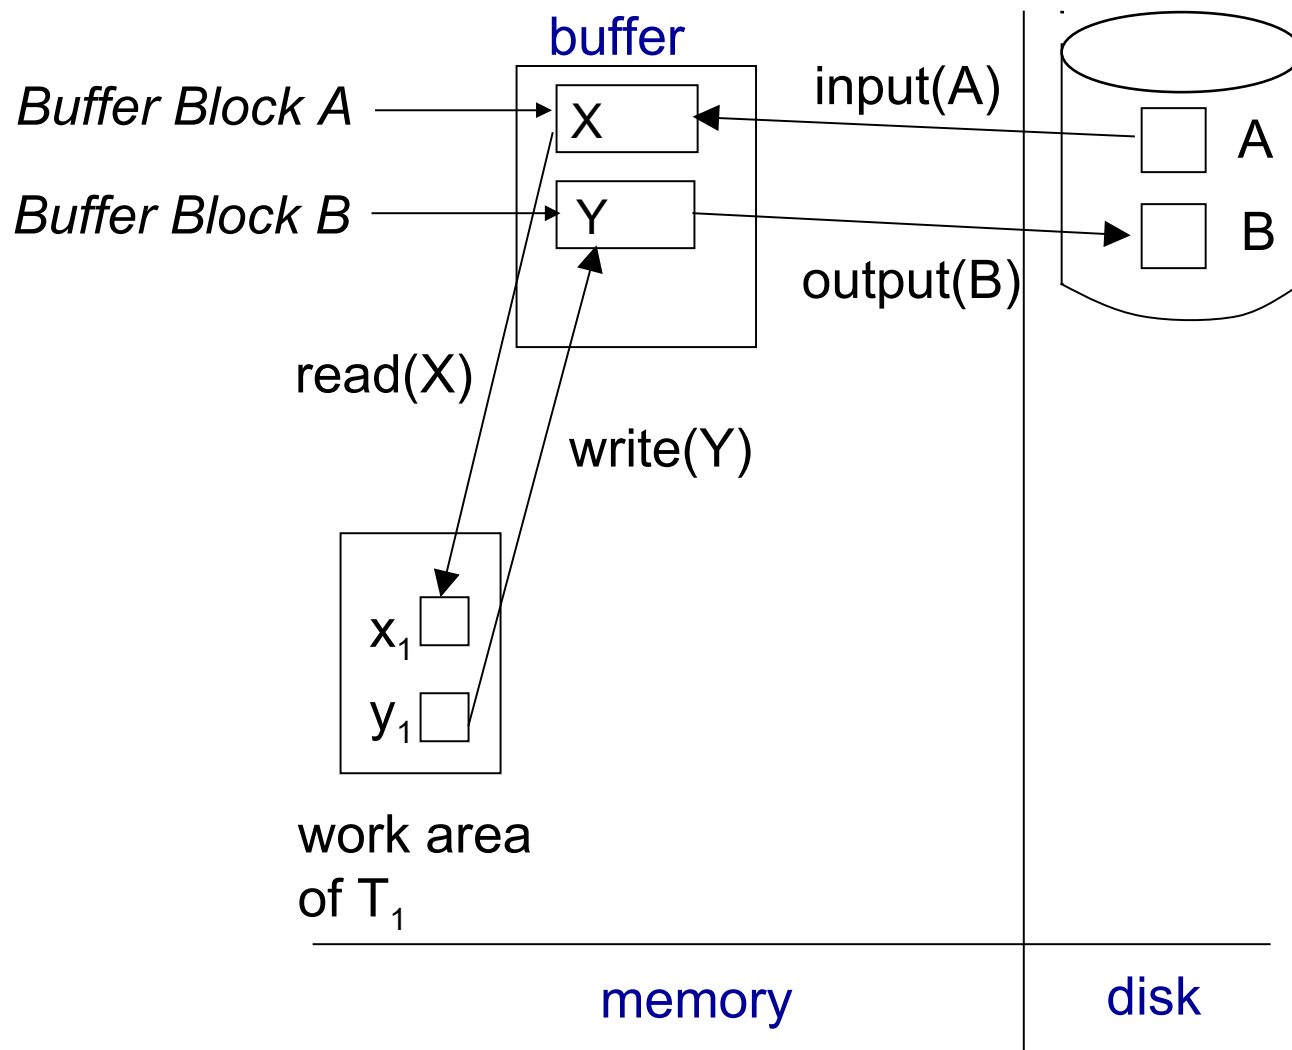 buffer
Buffer Block A
X
input(A)
A
Buffer Block B
Y
B
output(B)
read(X)
write(Y)
x₁
y₁
work area
of T₁
memory
disk